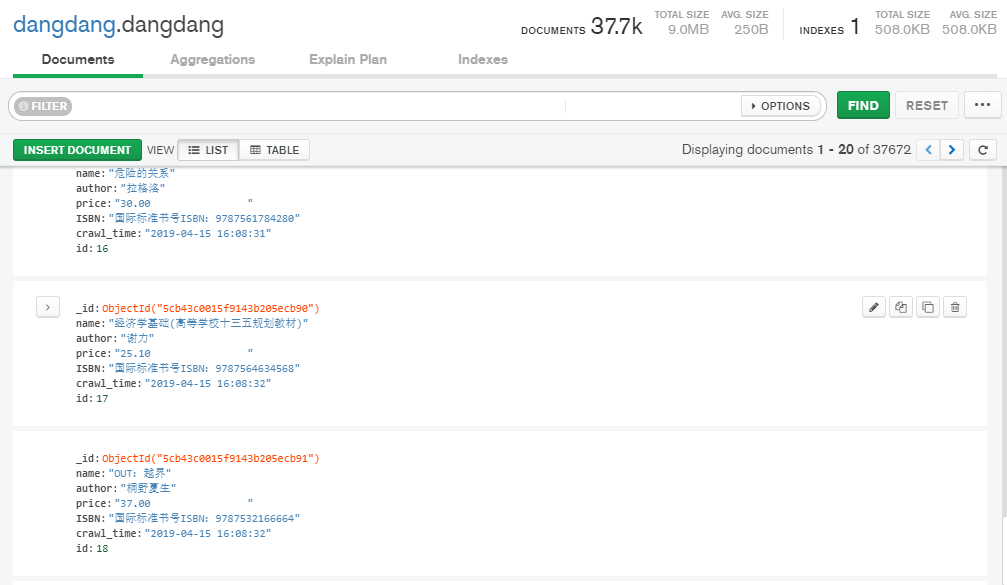 dangdang.dangdang
DOCUMENTS 37.7k TOTAL SIZE 9.0MB AVG. SIZE 250B INDEXES 1 TOTAL SIZE 508.0KB AVG. SIZE 508.0KB
Documents Aggregations Explain Plan Indexes
FILTER OPTIONS FIND RESET ...
INSERT DOCUMENT VIEW LIST TABLE Displaying documents 1 - 20 of 37672
name: "危险的关系"
author: "拉格洛"
price: "30.00 "
ISBN: "国际标准书号ISBN: 9787561784280"
crawl_time: "2019-04-15 16:08:31"
id: 16
_id: ObjectId("5cb43c0015f9143b205ecb90")
name: "经济学基础(高等学校十三五规划教材)"
author: "谢力"
price: "25.10 "
ISBN: "国际标准书号ISBN: 9787564634568"
crawl_time: "2019-04-15 16:08:32"
id: 17
_id: ObjectId("5cb43c0015f9143b205ecb91")
name: "OUT: 越界"
author: "桐野夏生"
price: "37.00 "
ISBN: "国际标准书号ISBN: 9787532166664"
crawl_time: "2019-04-15 16:08:32"
id: 18